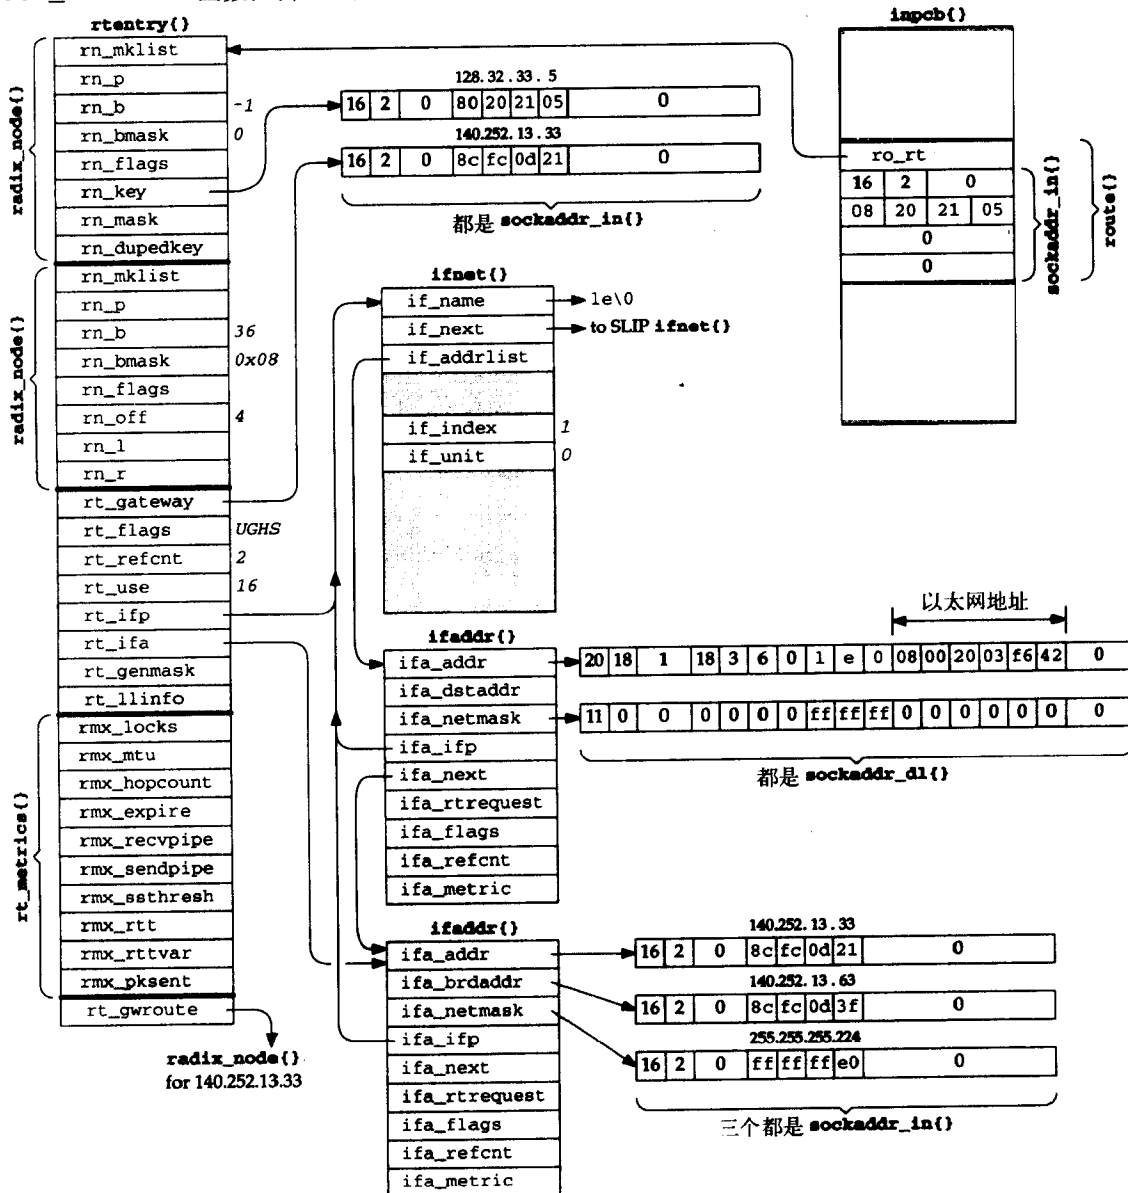 rtentry{}
radix_node{}
rn_mklist
rn_p
rn_b -1
rn_bmask 0
rn_flags
rn_key
rn_mask
rn_dupedkey
radix_node{}
rn_mklist
rn_p
rn_b 36
rn_bmask 0x08
rn_flags
rn_off 4
rn_l
rn_r
rt_gateway
rt_flags UGHS
rt_refcnt 2
rt_use 16
rt_ifp
rt_ifa
rt_genmask
rt_llinfo
rt_metrics{}
rmx_locks
rmx_mtu
rmx_hopcount
rmx_expire
rmx_recvpipe
rmx_sendpipe
rmx_ssthresh
rmx_rtt
rmx_rttvar
rmx_pksent
rt_gwroute
radix_node{}
for 140.252.13.33
128.32.33.5
16 2 0 80 20 21 05 0
140.252.13.33
16 2 0 8c fc 0d 21 0
都是 sockaddr_in{}
inpcb{}
ro_rt
16 2 0
08 20 21 05
0
0
sockaddr_in{}
route{}
ifnet{}
if_name le\0
if_next to SLIP ifnet{}
if_addrlist
if_index 1
if_unit 0
以太网地址
ifaddr{}
ifa_addr 20 18 1 18 3 6 0 l e 0 08 00 20 03 f6 42 0
ifa_dstaddr
ifa_netmask 11 0 0 0 0 0 0 ff ff ff 0 0 0 0 0 0 0
ifa_ifp
ifa_next
ifa_rtrequest
ifa_flags
ifa_refcnt
ifa_metric
都是 sockaddr_dl{}
ifaddr{}
ifa_addr
ifa_brdaddr
ifa_netmask
ifa_ifp
ifa_next
ifa_rtrequest
ifa_flags
ifa_refcnt
ifa_metric
140.252.13.33
16 2 0 8c fc 0d 21 0
140.252.13.63
16 2 0 8c fc 0d 3f 0
255.255.255.224
16 2 0 ff ff ff e0 0
三个都是 sockaddr_in{}